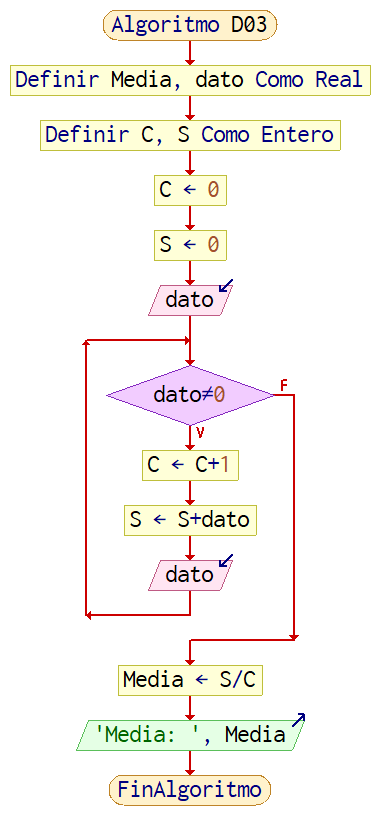 Algoritmo D03
Definir Media, dato Como Real
Definir C, S Como Entero
C ← 0
S ← 0
dato
dato≠0
F
V
C ← C+1
S ← S+dato
dato
Media ← S/C
'Media: ', Media
FinAlgoritmo